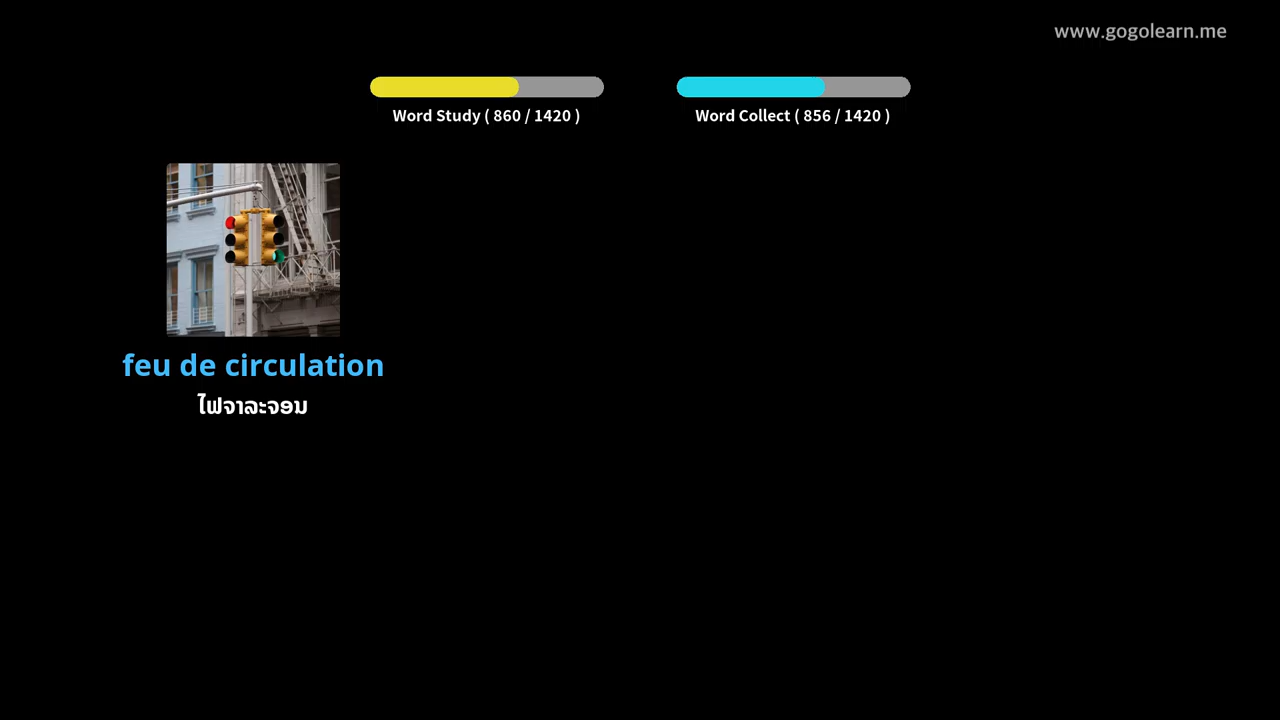 www.gogolearn.me
Word Study ( 860 / 1420 )
Word Collect ( 856 / 1420 )
feu de circulation
ໄຟຈາລະຈອນ